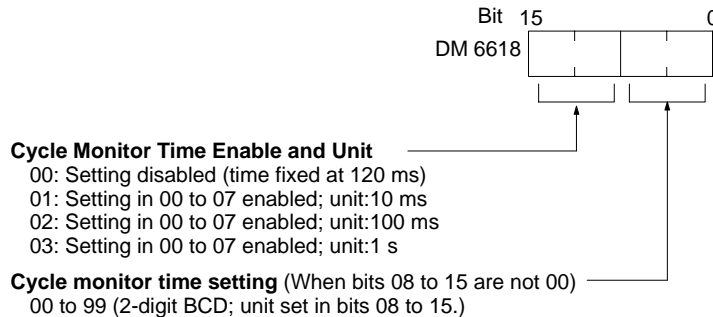 Bit 15 0
DM 6618
Cycle Monitor Time Enable and Unit
00: Setting disabled (time fixed at 120 ms)
01: Setting in 00 to 07 enabled; unit:10 ms
02: Setting in 00 to 07 enabled; unit:100 ms
03: Setting in 00 to 07 enabled; unit:1 s
Cycle monitor time setting (When bits 08 to 15 are not 00)
00 to 99 (2-digit BCD; unit set in bits 08 to 15.)